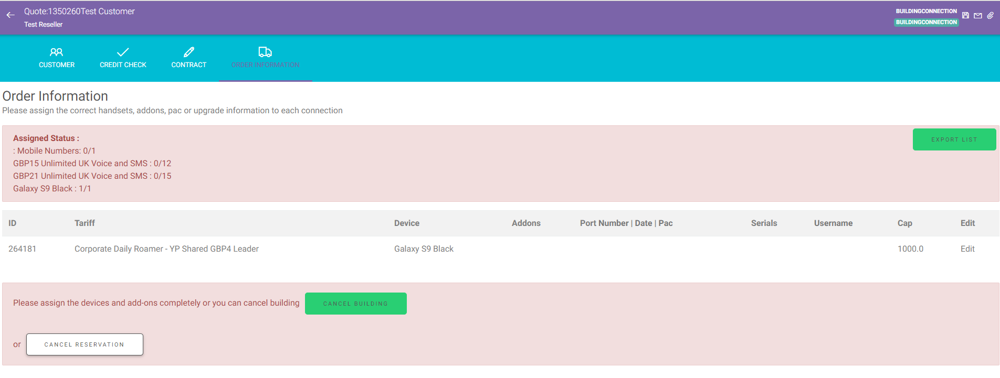 Quote:1350260Test Customer
Test Reseller
BUILDINGCONNECTION
BUILDINGCONNECTION
CUSTOMER
CREDIT CHECK
CONTRACT
ORDER INFORMATION
Order Information
Please assign the correct handsets, addons, pac or upgrade information to each connection
Assigned Status :
: Mobile Numbers: 0/1
GBP15 Unlimited UK Voice and SMS : 0/12
GBP21 Unlimited UK Voice and SMS : 0/15
Galaxy S9 Black : 1/1
EXPORT LIST
ID Tariff Device Addons Port Number | Date | Pac Serials Username Cap Edit
264181 Corporate Daily Roamer - YP Shared GBP4 Leader Galaxy S9 Black 1000.0 Edit
Please assign the devices and add-ons completely or you can cancel building CANCEL BUILDING
or CANCEL RESERVATION